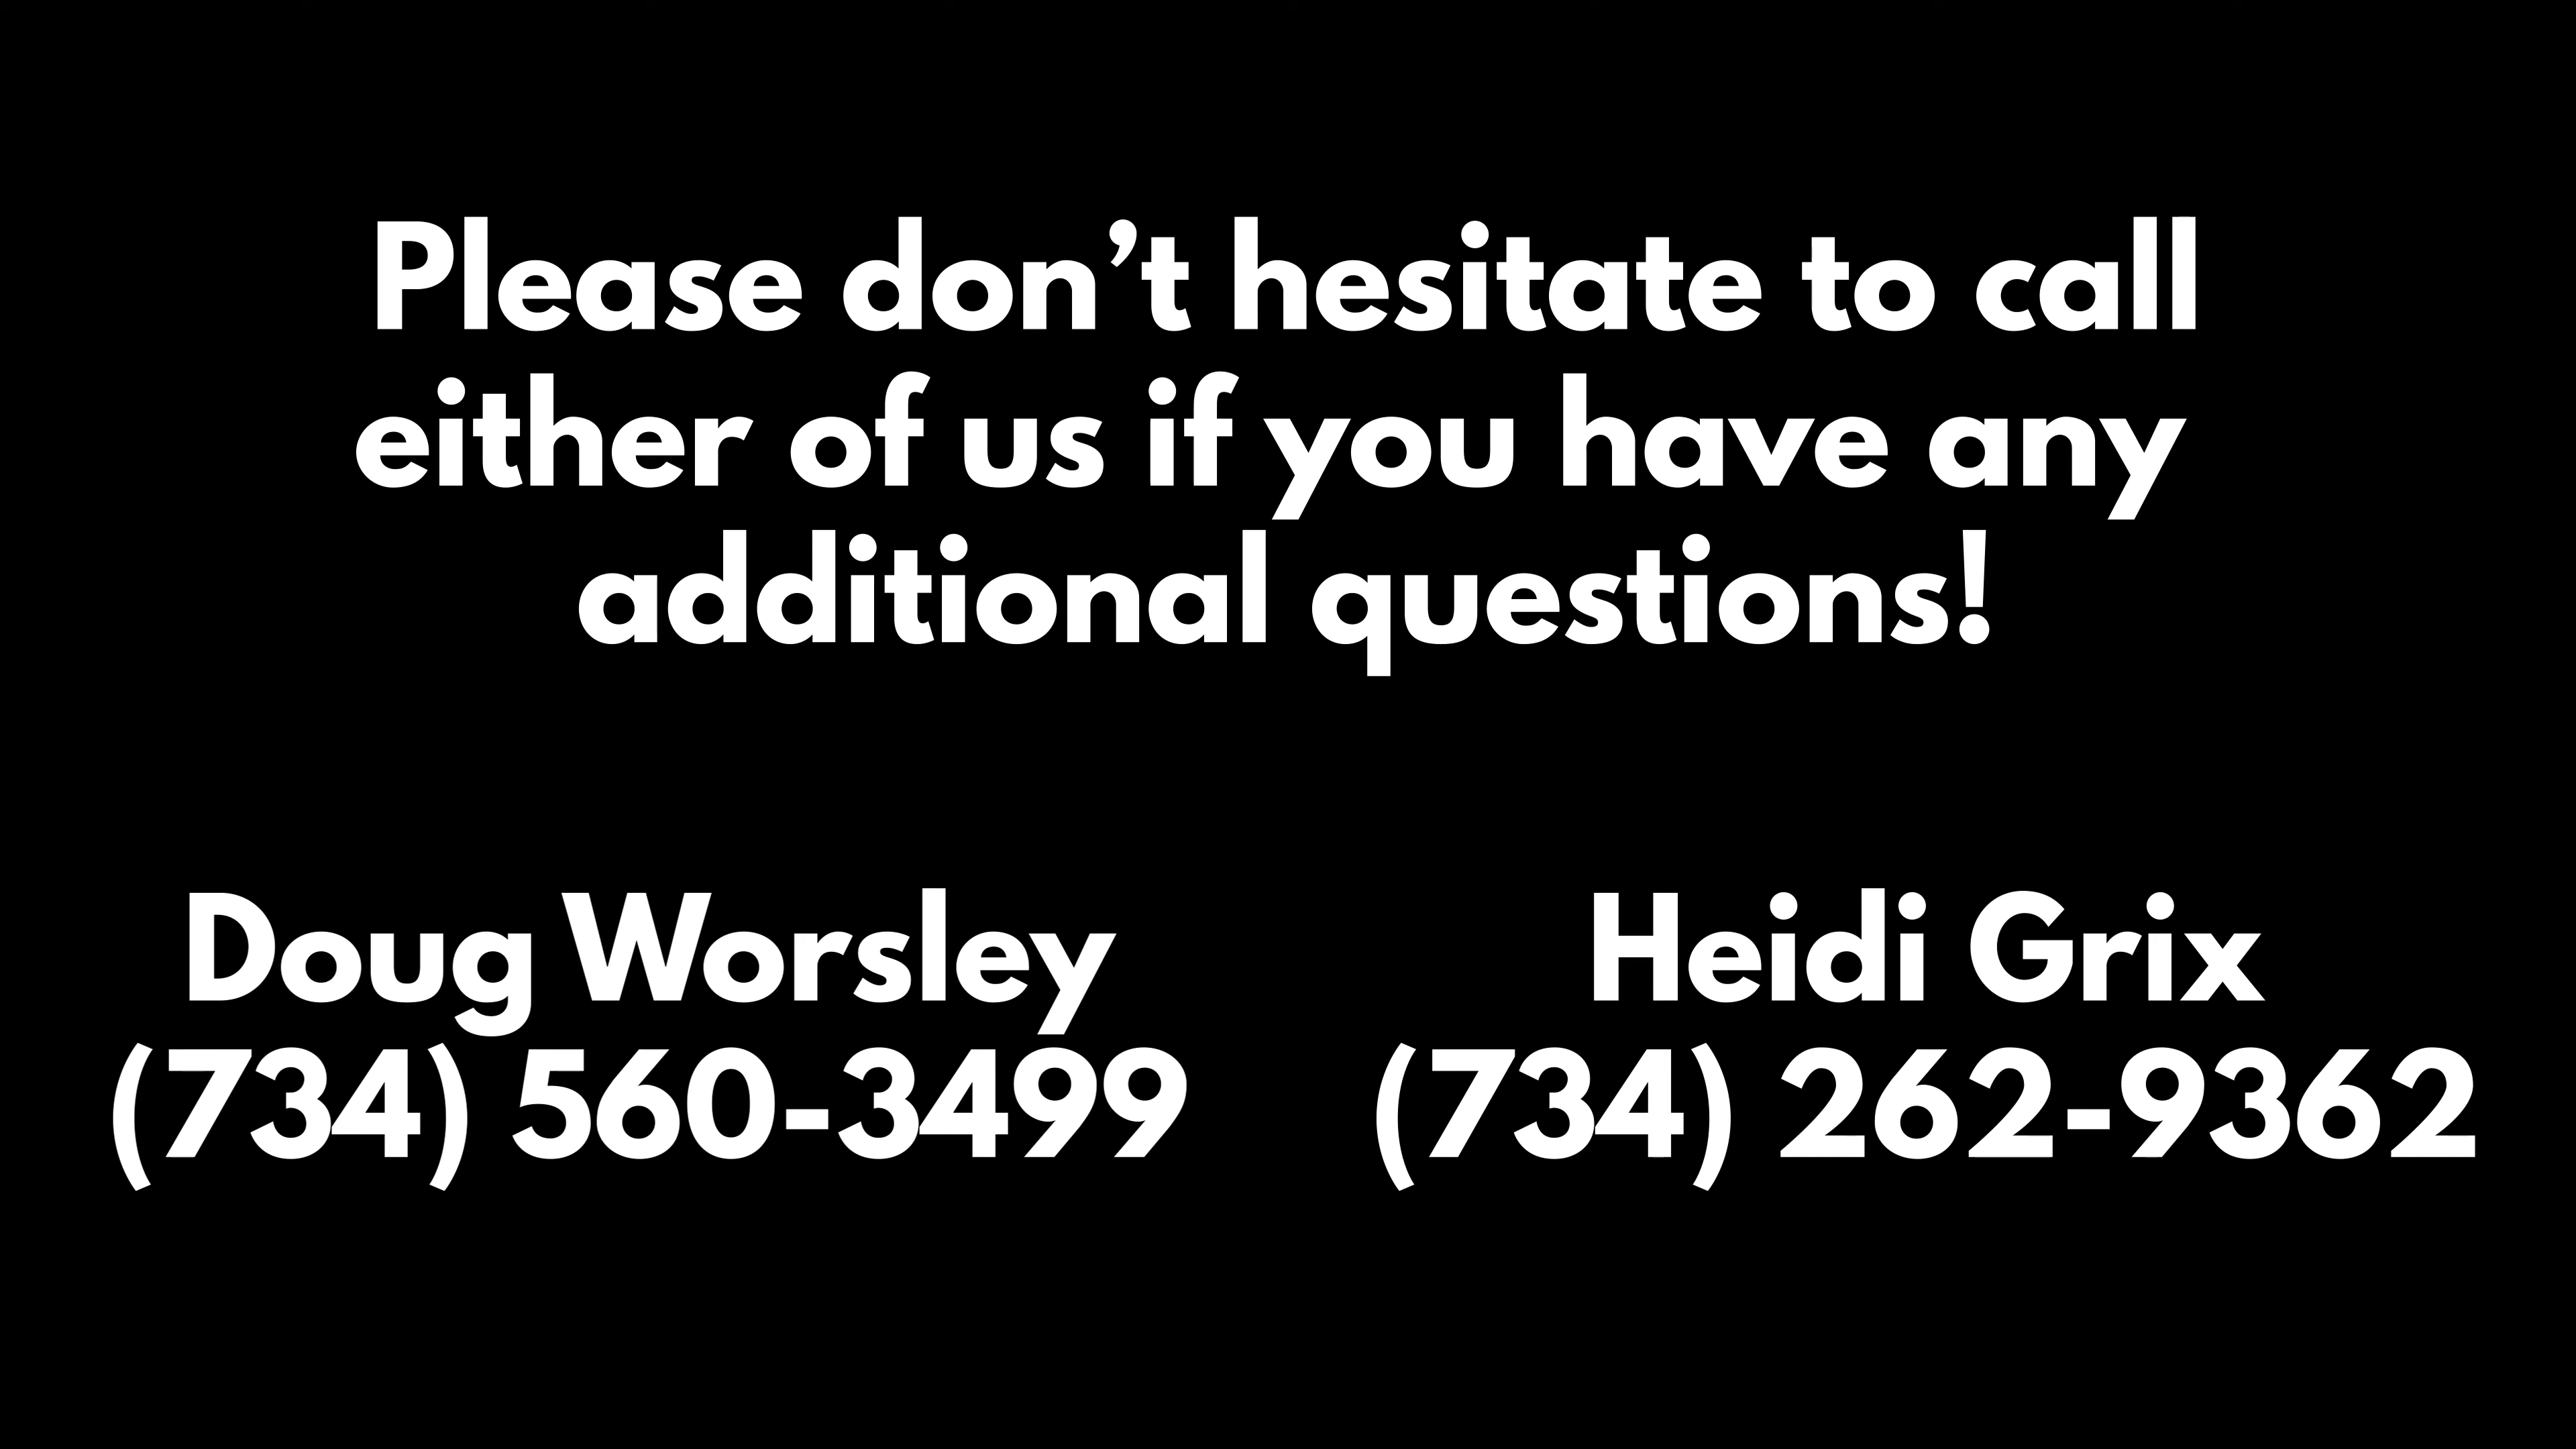 Please don’t hesitate to call
either of us if you have any
additional questions!
Doug Worsley
(734) 560-3499
Heidi Grix
(734) 262-9362